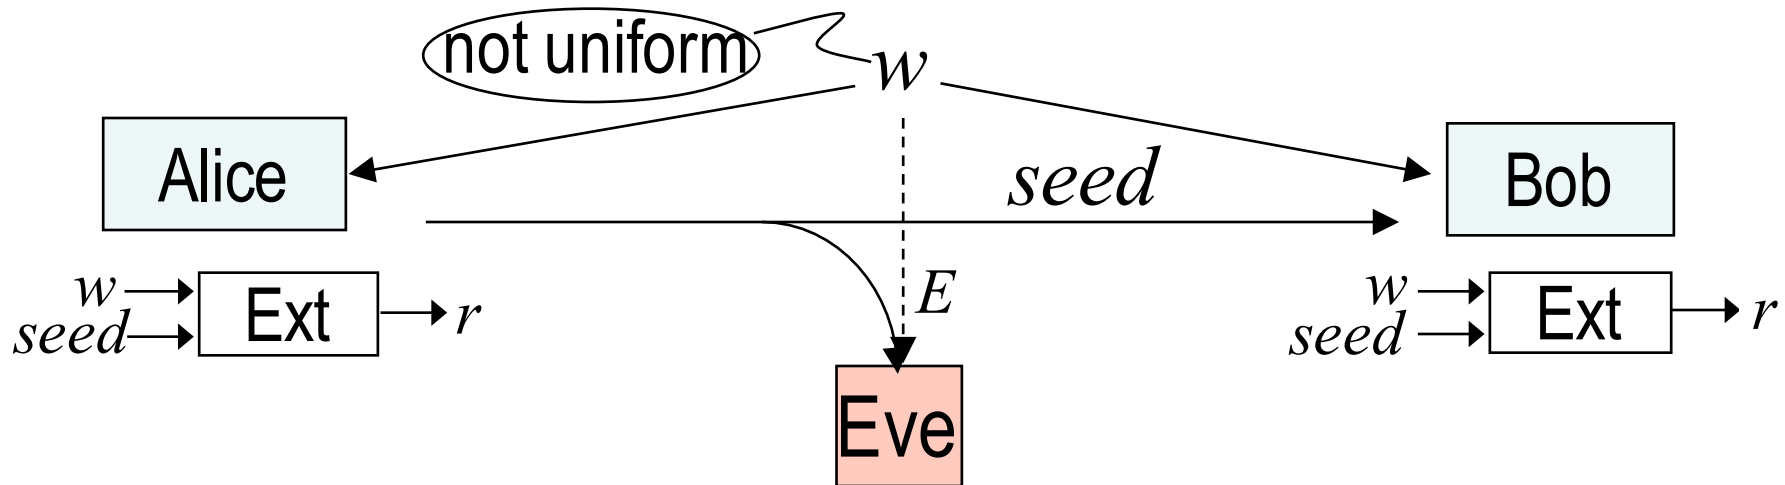 not uniform
w
Alice
seed
Bob
w
seed
Ext
r
E
w
seed
Ext
r
Eve